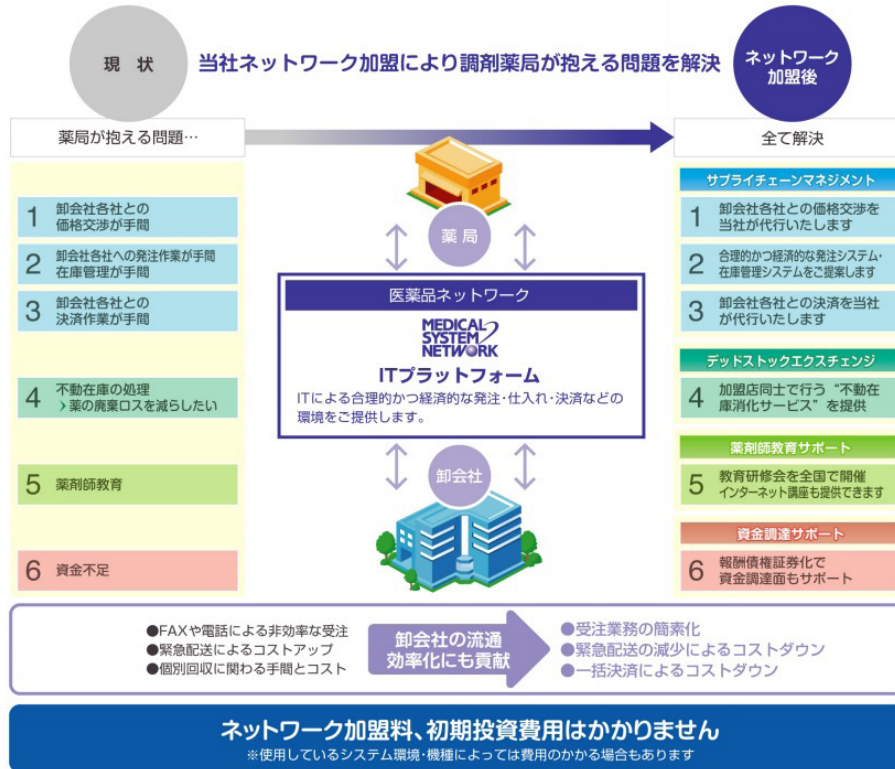 現 状
当社ネットワーク加盟により調剤薬局が抱える問題を解決
ネットワーク
加盟後
薬局が抱える問題…
全て解決
1 卸会社各社との
価格交渉が手間
2 卸会社各社への発注作業が手間
在庫管理が手間
3 卸会社各社との
決済作業が手間
4 不動在庫の処理
›薬の廃棄ロスを減らしたい
5 薬剤師教育
6 資金不足
薬 局
医薬品ネットワーク
MEDICAL
SYSTEM
NETWORK
ITプラットフォーム
ITによる合理的かつ経済的な発注・仕入れ・決済などの
環境をご提供します。
卸会社
サプライチェーンマネジメント
1 卸会社各社との価格交渉を
当社が代行いたします
2 合理的かつ経済的な発注システム・
在庫管理システムをご提案します
3 卸会社各社との決済を当社
が代行いたします
デッドストックエクスチェンジ
4 加盟店同士で行う“不動在
庫消化サービス”を提供
薬剤師教育サポート
5 教育研修会を全国で開催
インターネット講座も提供できます
資金調達サポート
6 報酬債権証券化で
資金調達面もサポート
●FAXや電話による非効率な受注
●緊急配送によるコストアップ
●個別回収に関わる手間とコスト
卸会社の流通
効率化にも貢献
●受注業務の簡素化
●緊急配送の減少によるコストダウン
●一括決済によるコストダウン
ネットワーク加盟料、初期投資費用はかかりません
※使用しているシステム環境・機種によっては費用のかかる場合もあります